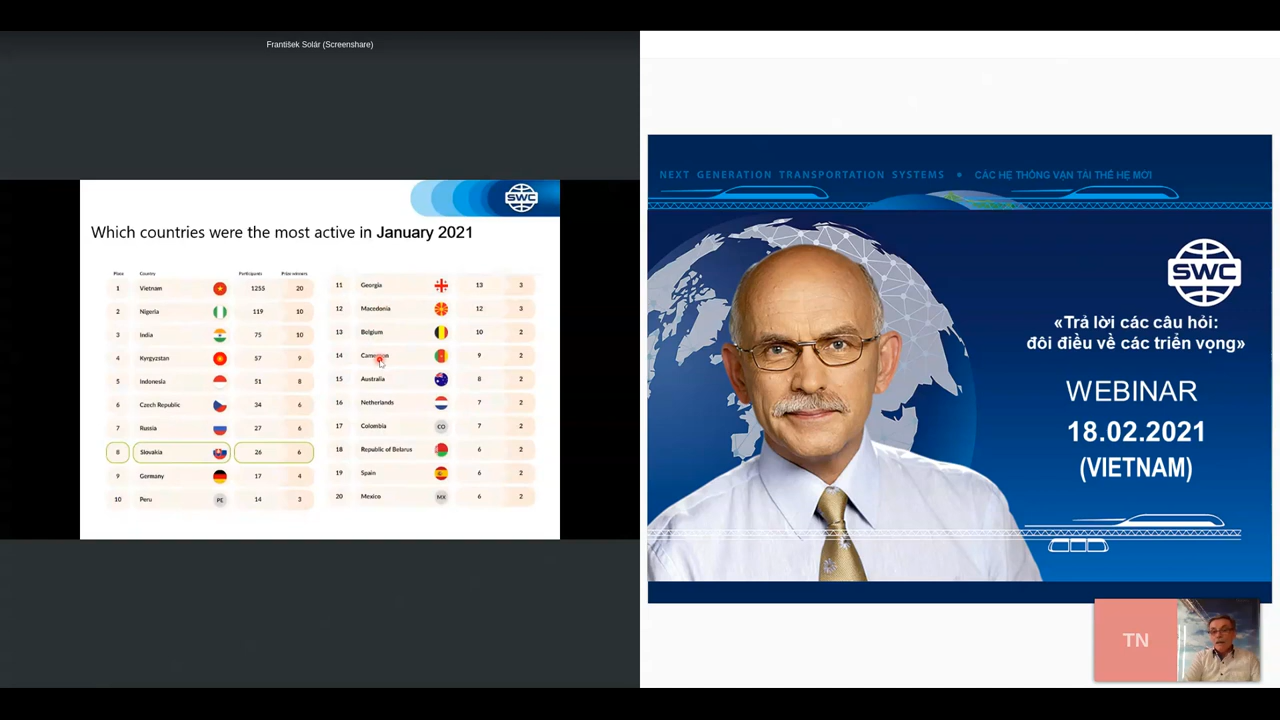 František Solár (Screenshare)
SWC
Which countries were the most active in January 2021
Place Country Participants Prize winners
1 Vietnam 1255 20
2 Nigeria 119 10
3 India 75 10
4 Kyrgyzstan 57 9
5 Indonesia 51 8
6 Czech Republic 34 6
7 Russia 27 6
8 Slovakia 26 6
9 Germany 17 4
10 Peru PE 14 3
11 Georgia 13 3
12 Macedonia 12 3
13 Belgium 10 2
14 Cameroon 9 2
15 Australia 8 2
16 Netherlands 7 2
17 Colombia CO 7 2
18 Republic of Belarus 6 2
19 Spain 6 2
20 Mexico MX 6 2
NEXT GENERATION TRANSPORTATION SYSTEMS • CÁC HỆ THỐNG VẬN TẢI THẾ HỆ MỚI
SWC
«Trả lời các câu hỏi:
đôi điều về các triển vọng»
WEBINAR
18.02.2021
(VIETNAM)
TN